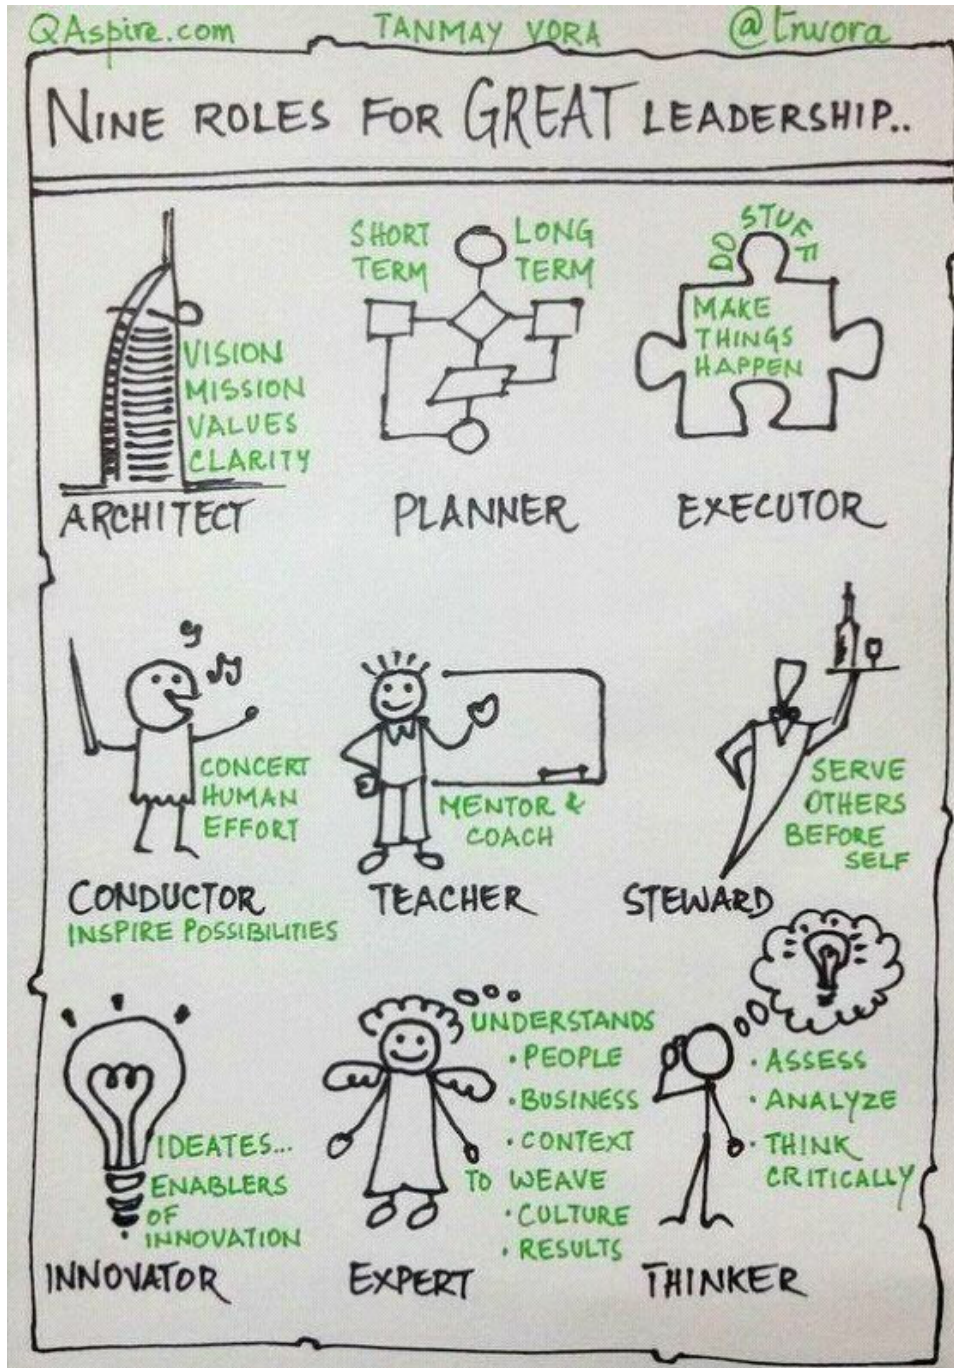 QAspire.com TANMAY VORA @tnvora
NINE ROLES FOR GREAT LEADERSHIP..
VISION
MISSION
VALUES
CLARITY
ARCHITECT
SHORT TERM
LONG TERM
PLANNER
DO STUFF
MAKE
THINGS
HAPPEN
EXECUTOR
CONCERT
HUMAN
EFFORT
CONDUCTOR
INSPIRE POSSIBILITIES
MENTOR &
COACH
TEACHER
SERVE
OTHERS
BEFORE
SELF
STEWARD
IDEATES...
ENABLERS
OF
INNOVATION
INNOVATOR
UNDERSTANDS
• PEOPLE
• BUSINESS
• CONTEXT
TO WEAVE
• CULTURE
• RESULTS
EXPERT
• ASSESS
• ANALYZE
• THINK
CRITICALLY
THINKER